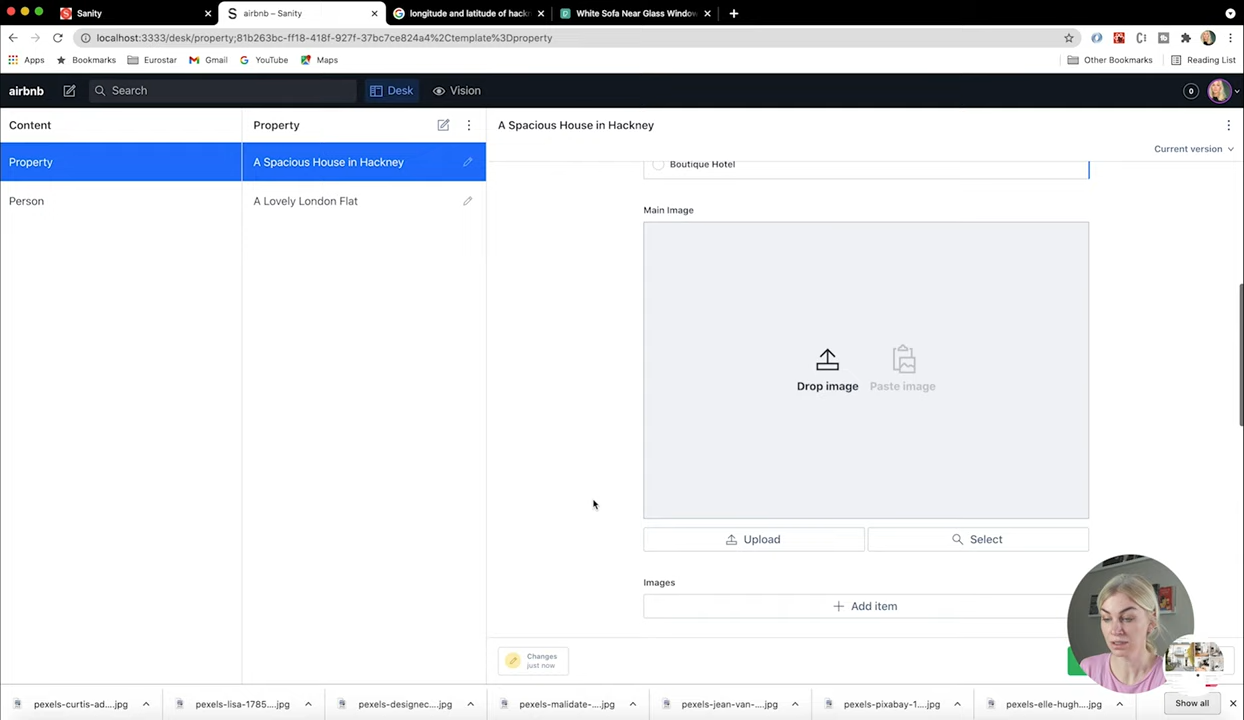 Sanity
airbnb – Sanity
longitude and latitude of hack
White Sofa Near Glass Window
localhost:3333/desk/property;81b263bc-ff18-418f-927f-37bc7ce824a4%2Ctemplate%3Dproperty
Apps
Bookmarks
Eurostar
Gmail
YouTube
Maps
Other Bookmarks
Reading List
airbnb
Search
Desk
Vision
0
Content
Property
A Spacious House in Hackney
Current version
Property
A Spacious House in Hackney
Person
A Lovely London Flat
Boutique Hotel
Main Image
Drop image
Paste image
Upload
Select
Images
Add item
Changes
just now
pexels-curtis-ad....jpg
pexels-lisa-1785....jpg
pexels-designec....jpg
pexels-malidate-....jpg
pexels-jean-van-....jpg
pexels-pixabay-1....jpg
pexels-elle-hugh....jpg
Show all